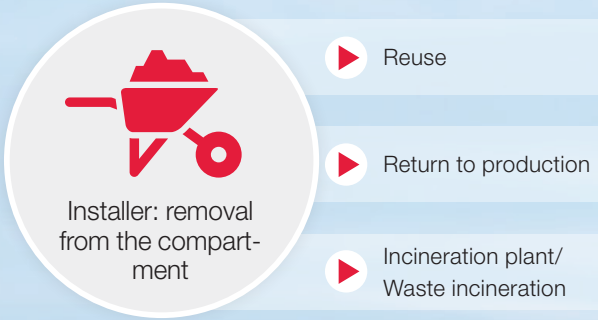 Installer: removal
from the compart-
ment
Reuse
Return to production
Incineration plant/
Waste incineration